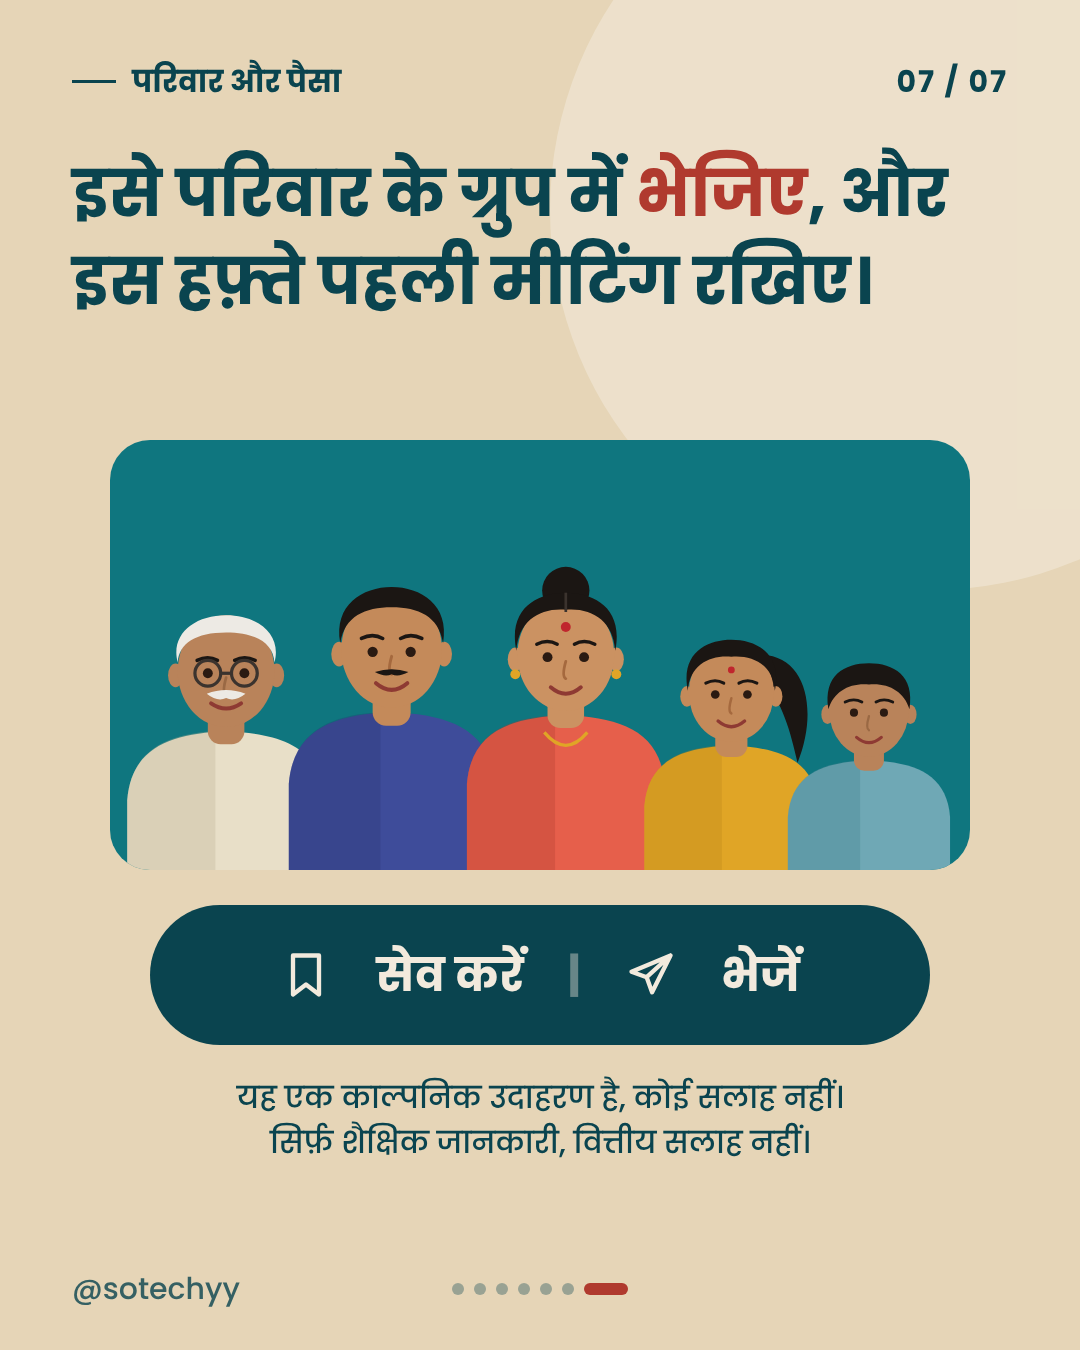 परिवार और पैसा
07 / 07
इसे परिवार के ग्रुप में भेजिए, और
इस हफ़्ते पहली मीटिंग रखिए।
सेव करें | भेजें
यह एक काल्पनिक उदाहरण है, कोई सलाह नहीं।
सिर्फ़ शैक्षिक जानकारी, वित्तीय सलाह नहीं।
@sotechyy